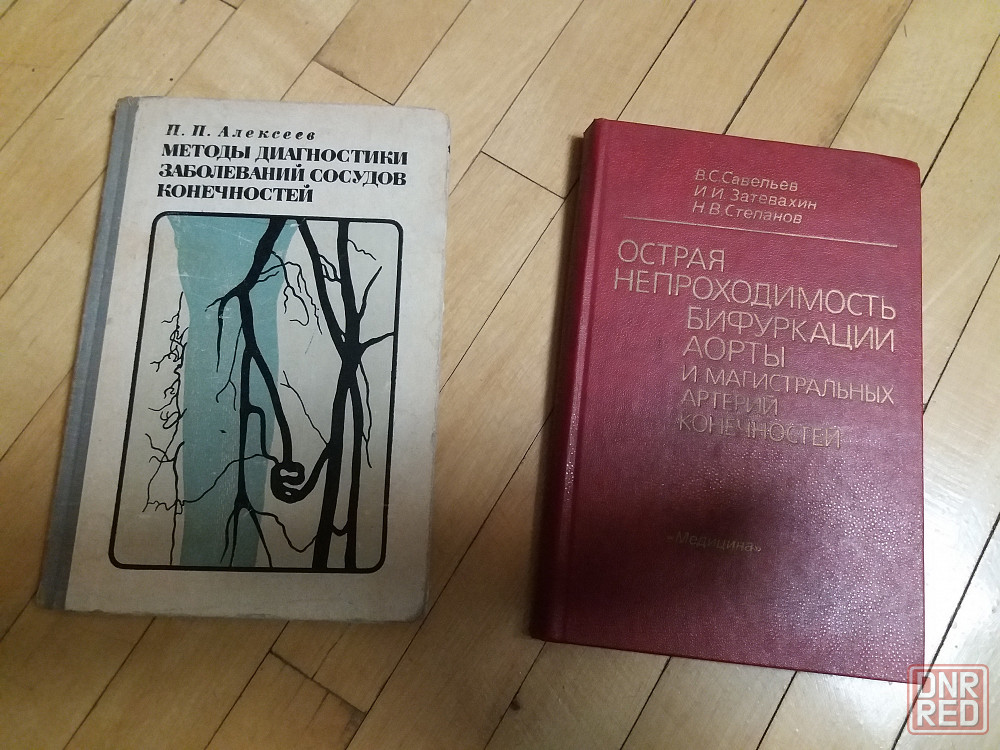 П. П. Алексеев
МЕТОДЫ ДИАГНОСТИКИ
ЗАБОЛЕВАНИЙ СОСУДОВ
КОНЕЧНОСТЕЙ
В.С.Савельев
И.И.Затевахин
Н.В.Степанов
ОСТРАЯ
НЕПРОХОДИМОСТЬ
БИФУРКАЦИИ
АОРТЫ
И МАГИСТРАЛЬНЫХ
АРТЕРИЙ
КОНЕЧНОСТЕЙ
«Медицина»
DNR
RED